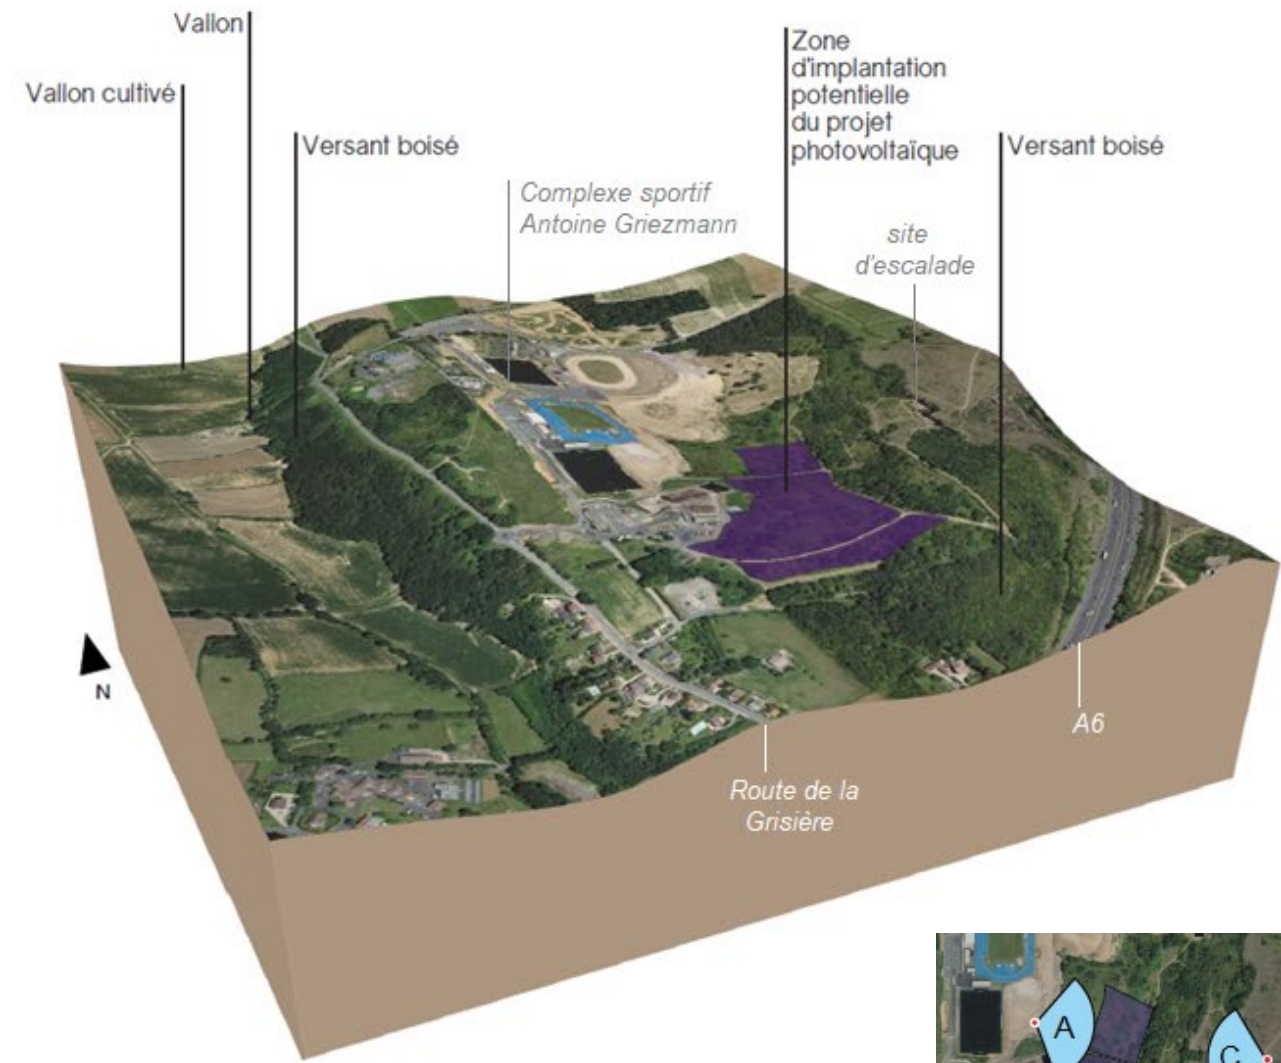 Vallon
Vallon cultivé
Versant boisé
Complexe sportif
Antoine Griezmann
Zone
d'implantation
potentielle
du projet
photovoltaïque
site
d'escalade
Versant boisé
N
A6
Route de la
Grisière
A
C